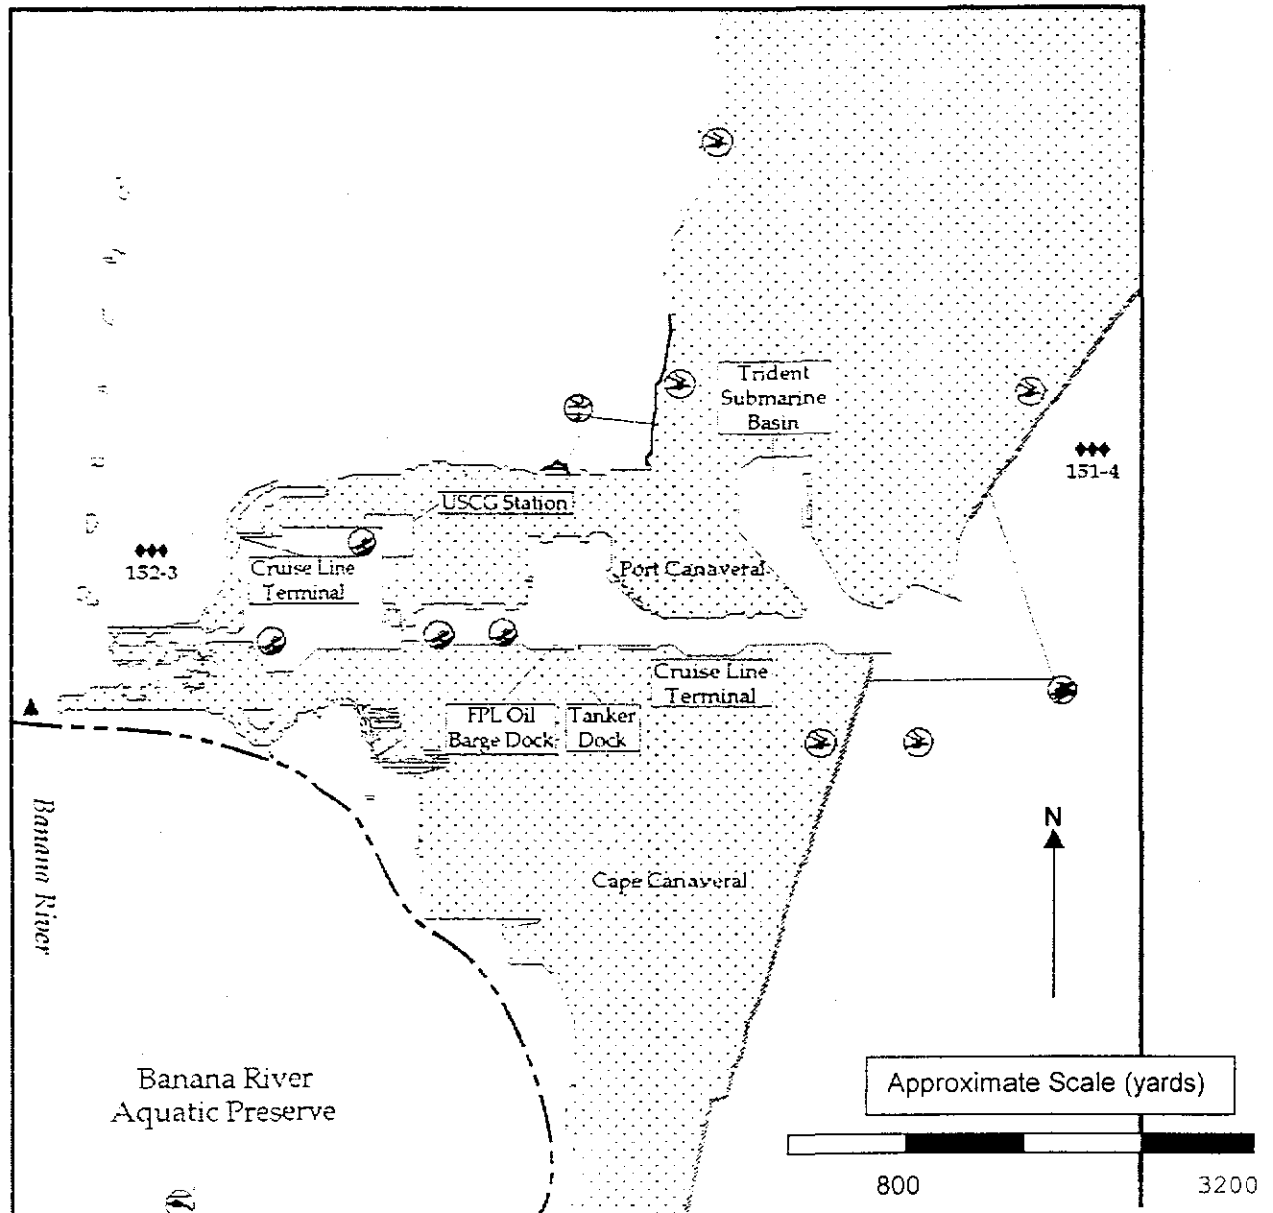 Trident
Submarine
Basin
151-4
USCG Station
152-3
Cruise Line
Terminal
Port Canaveral
Cruise Line
Terminal
FPL Oil
Barge Dock
Tanker
Dock
Banana River
N
Cape Canaveral
Banana River
Aquatic Preserve
Approximate Scale (yards)
800
3200